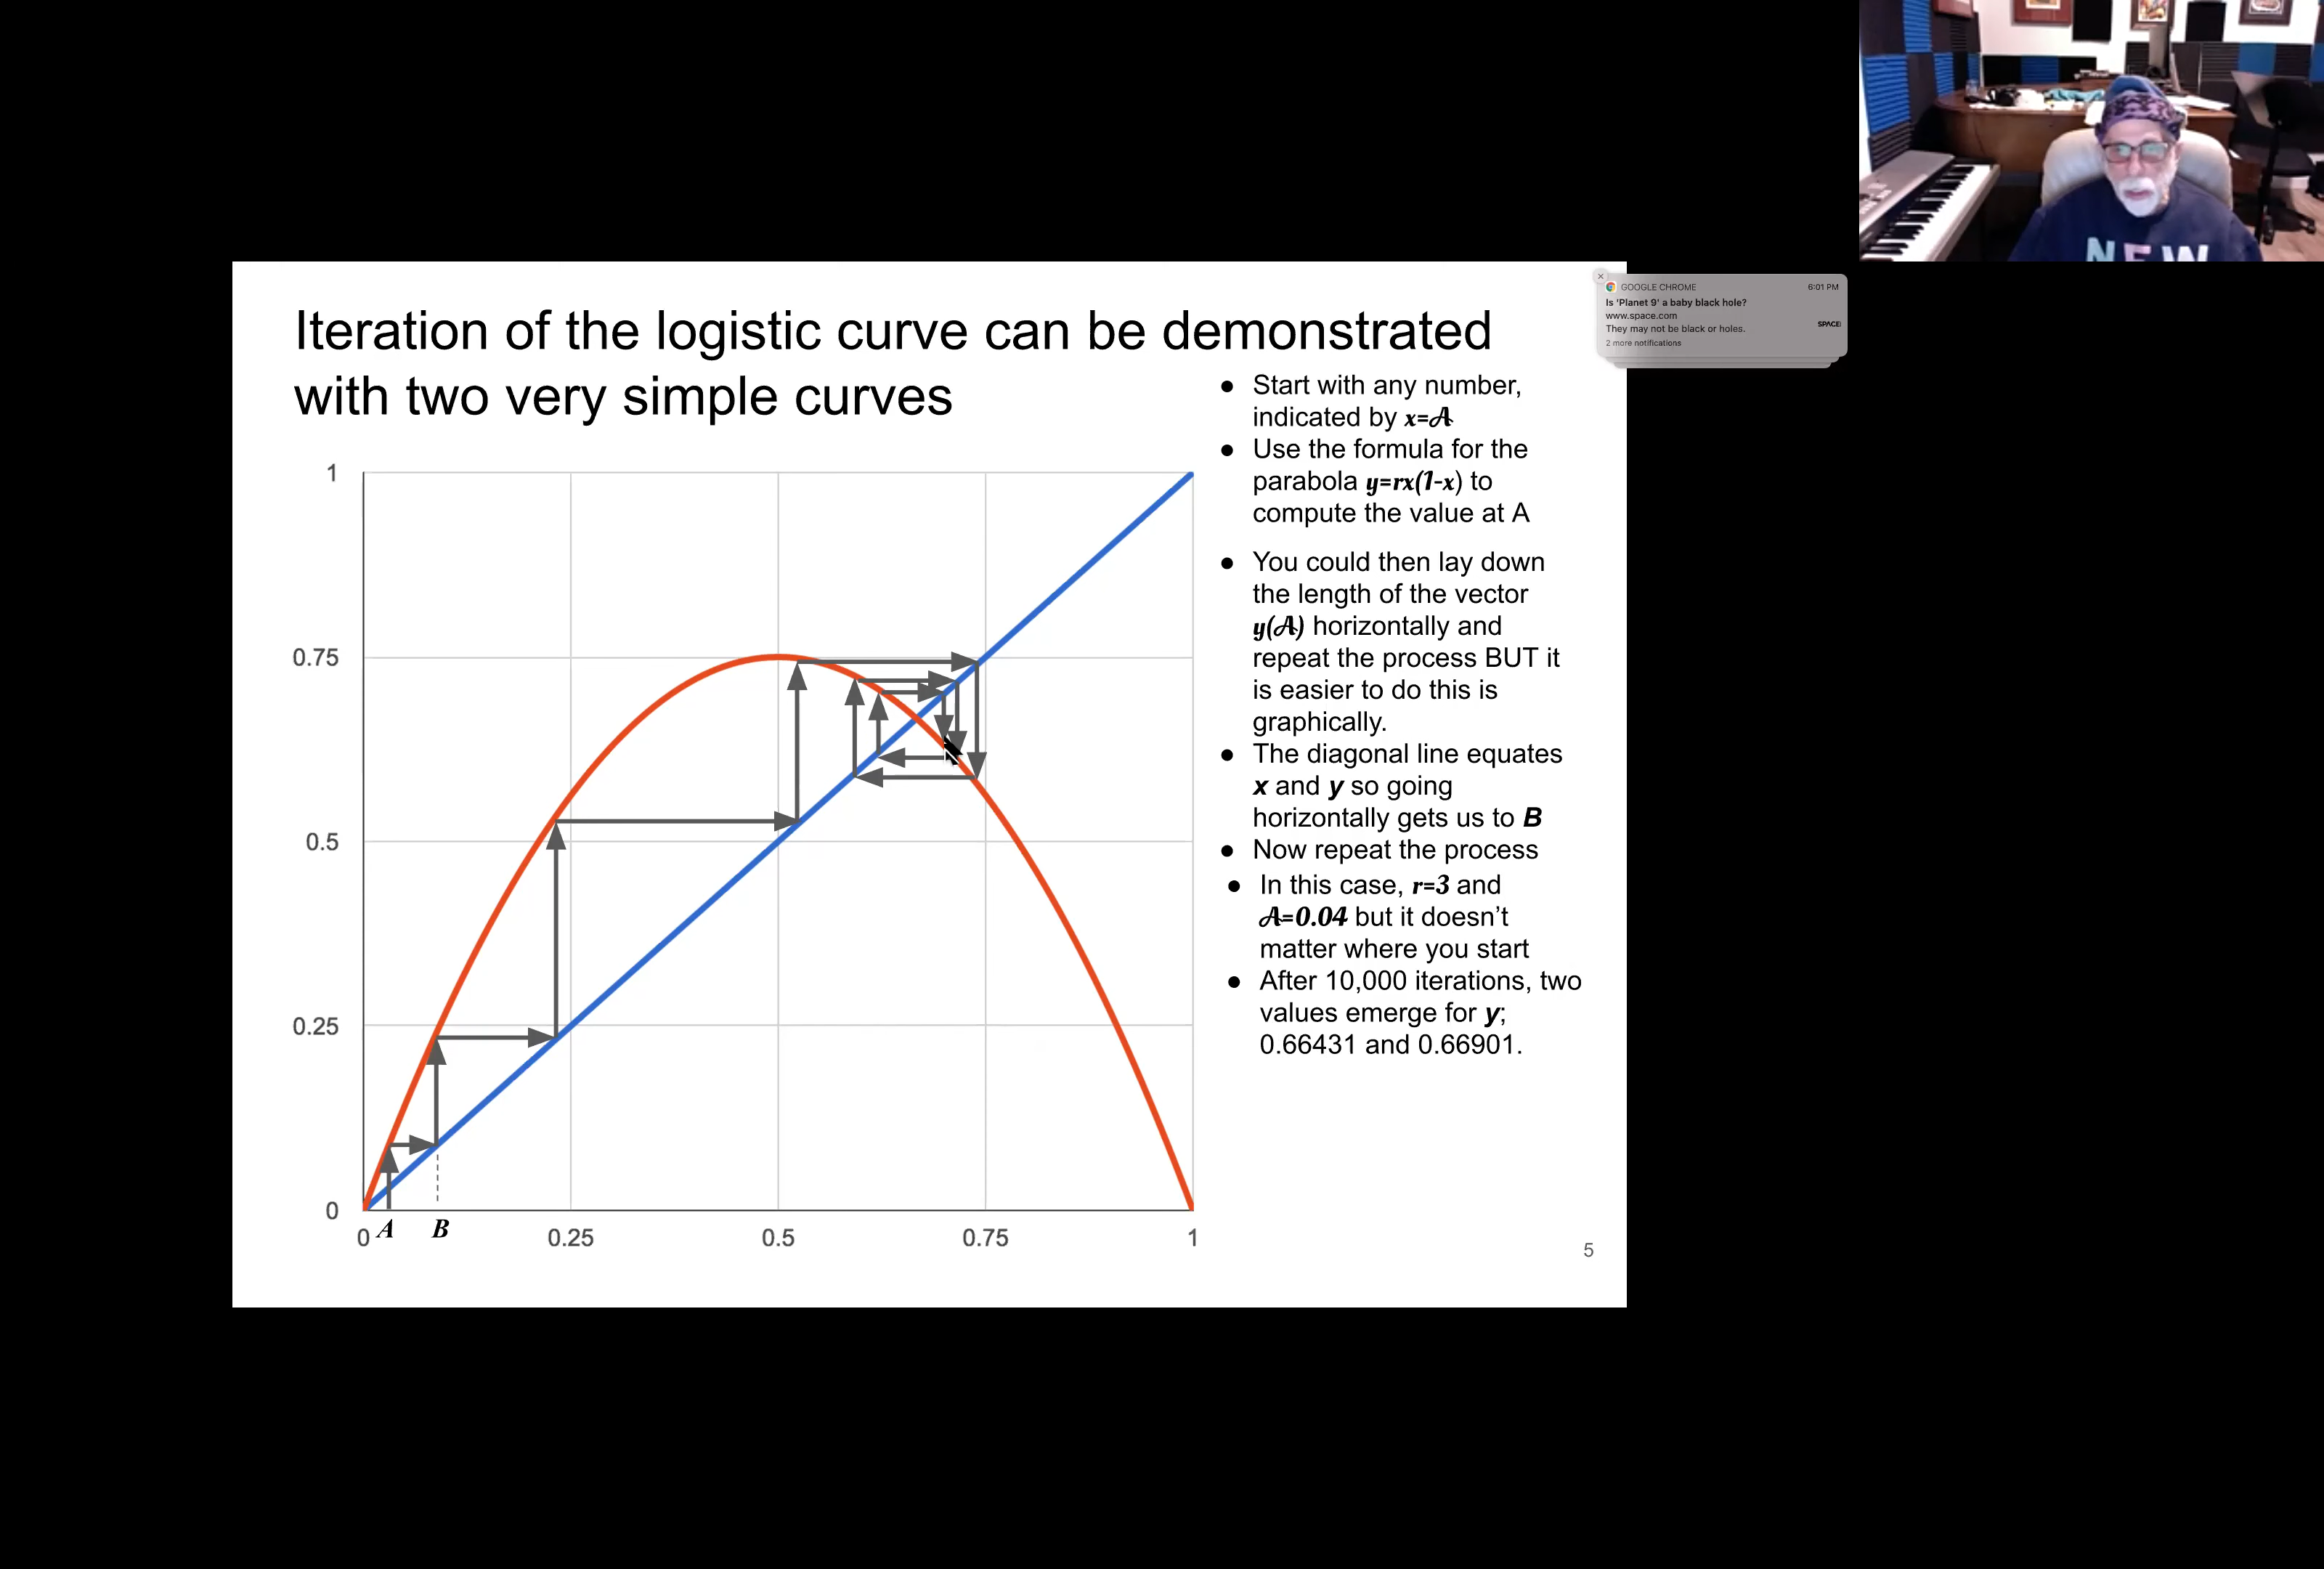 Iteration of the logistic curve can be demonstrated
with two very simple curves
● Start with any number,
indicated by x=A
● Use the formula for the
parabola y=rx(1-x) to
compute the value at A
● You could then lay down
the length of the vector
y(A) horizontally and
repeat the process BUT it
is easier to do this is
graphically.
● The diagonal line equates
x and y so going
horizontally gets us to B
● Now repeat the process
● In this case, r=3 and
A=0.04 but it doesn’t
matter where you start
● After 10,000 iterations, two
values emerge for y;
0.66431 and 0.66901.
1
0.75
0.5
0.25
0
A B
0 0.25 0.5 0.75 1
5
NEW
GOOGLE CHROME 6:01 PM
Is 'Planet 9' a baby black hole?
www.space.com
They may not be black or holes.
SPACE
2 more notifications